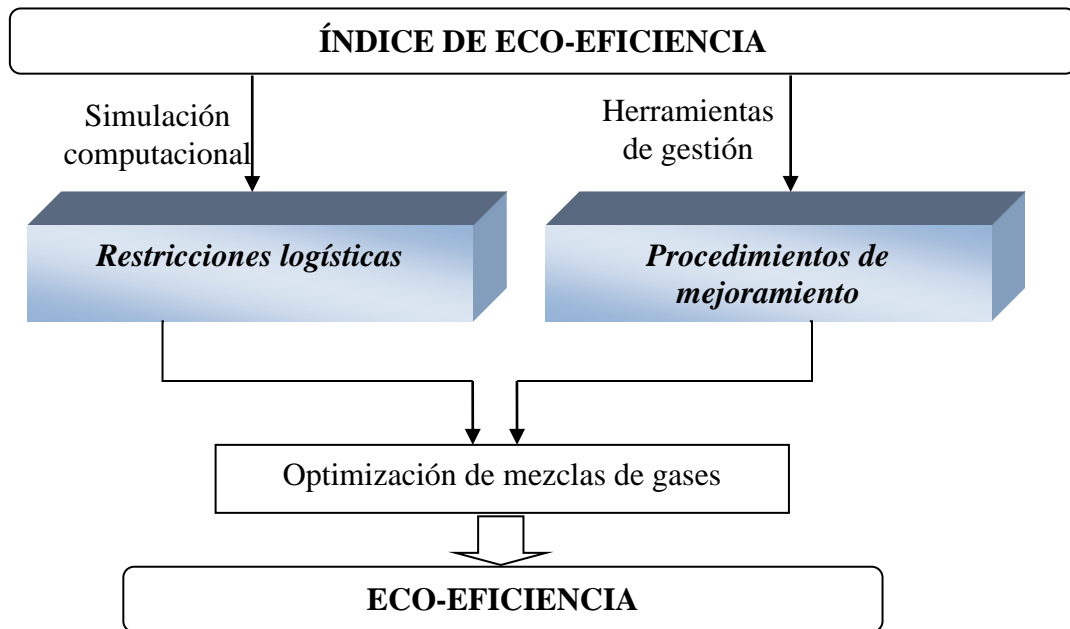 ÍNDICE DE ECO-EFICIENCIA
Simulación
computacional
Herramientas
de gestión
Restricciones logísticas
Procedimientos de
mejoramiento
Optimización de mezclas de gases
ECO-EFICIENCIA